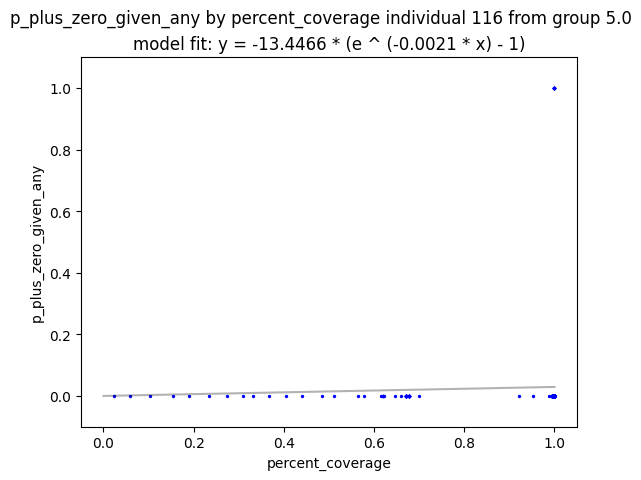 p_plus_zero_given_any by percent_coverage individual 116 from group 5.0
model fit: y = -13.4466 * (e ^ (-0.0021 * x) - 1)
1.0
0.8
0.6
0.4
0.2
0.0
p_plus_zero_given_any
0.0 0.2 0.4 0.6 0.8 1.0
percent_coverage